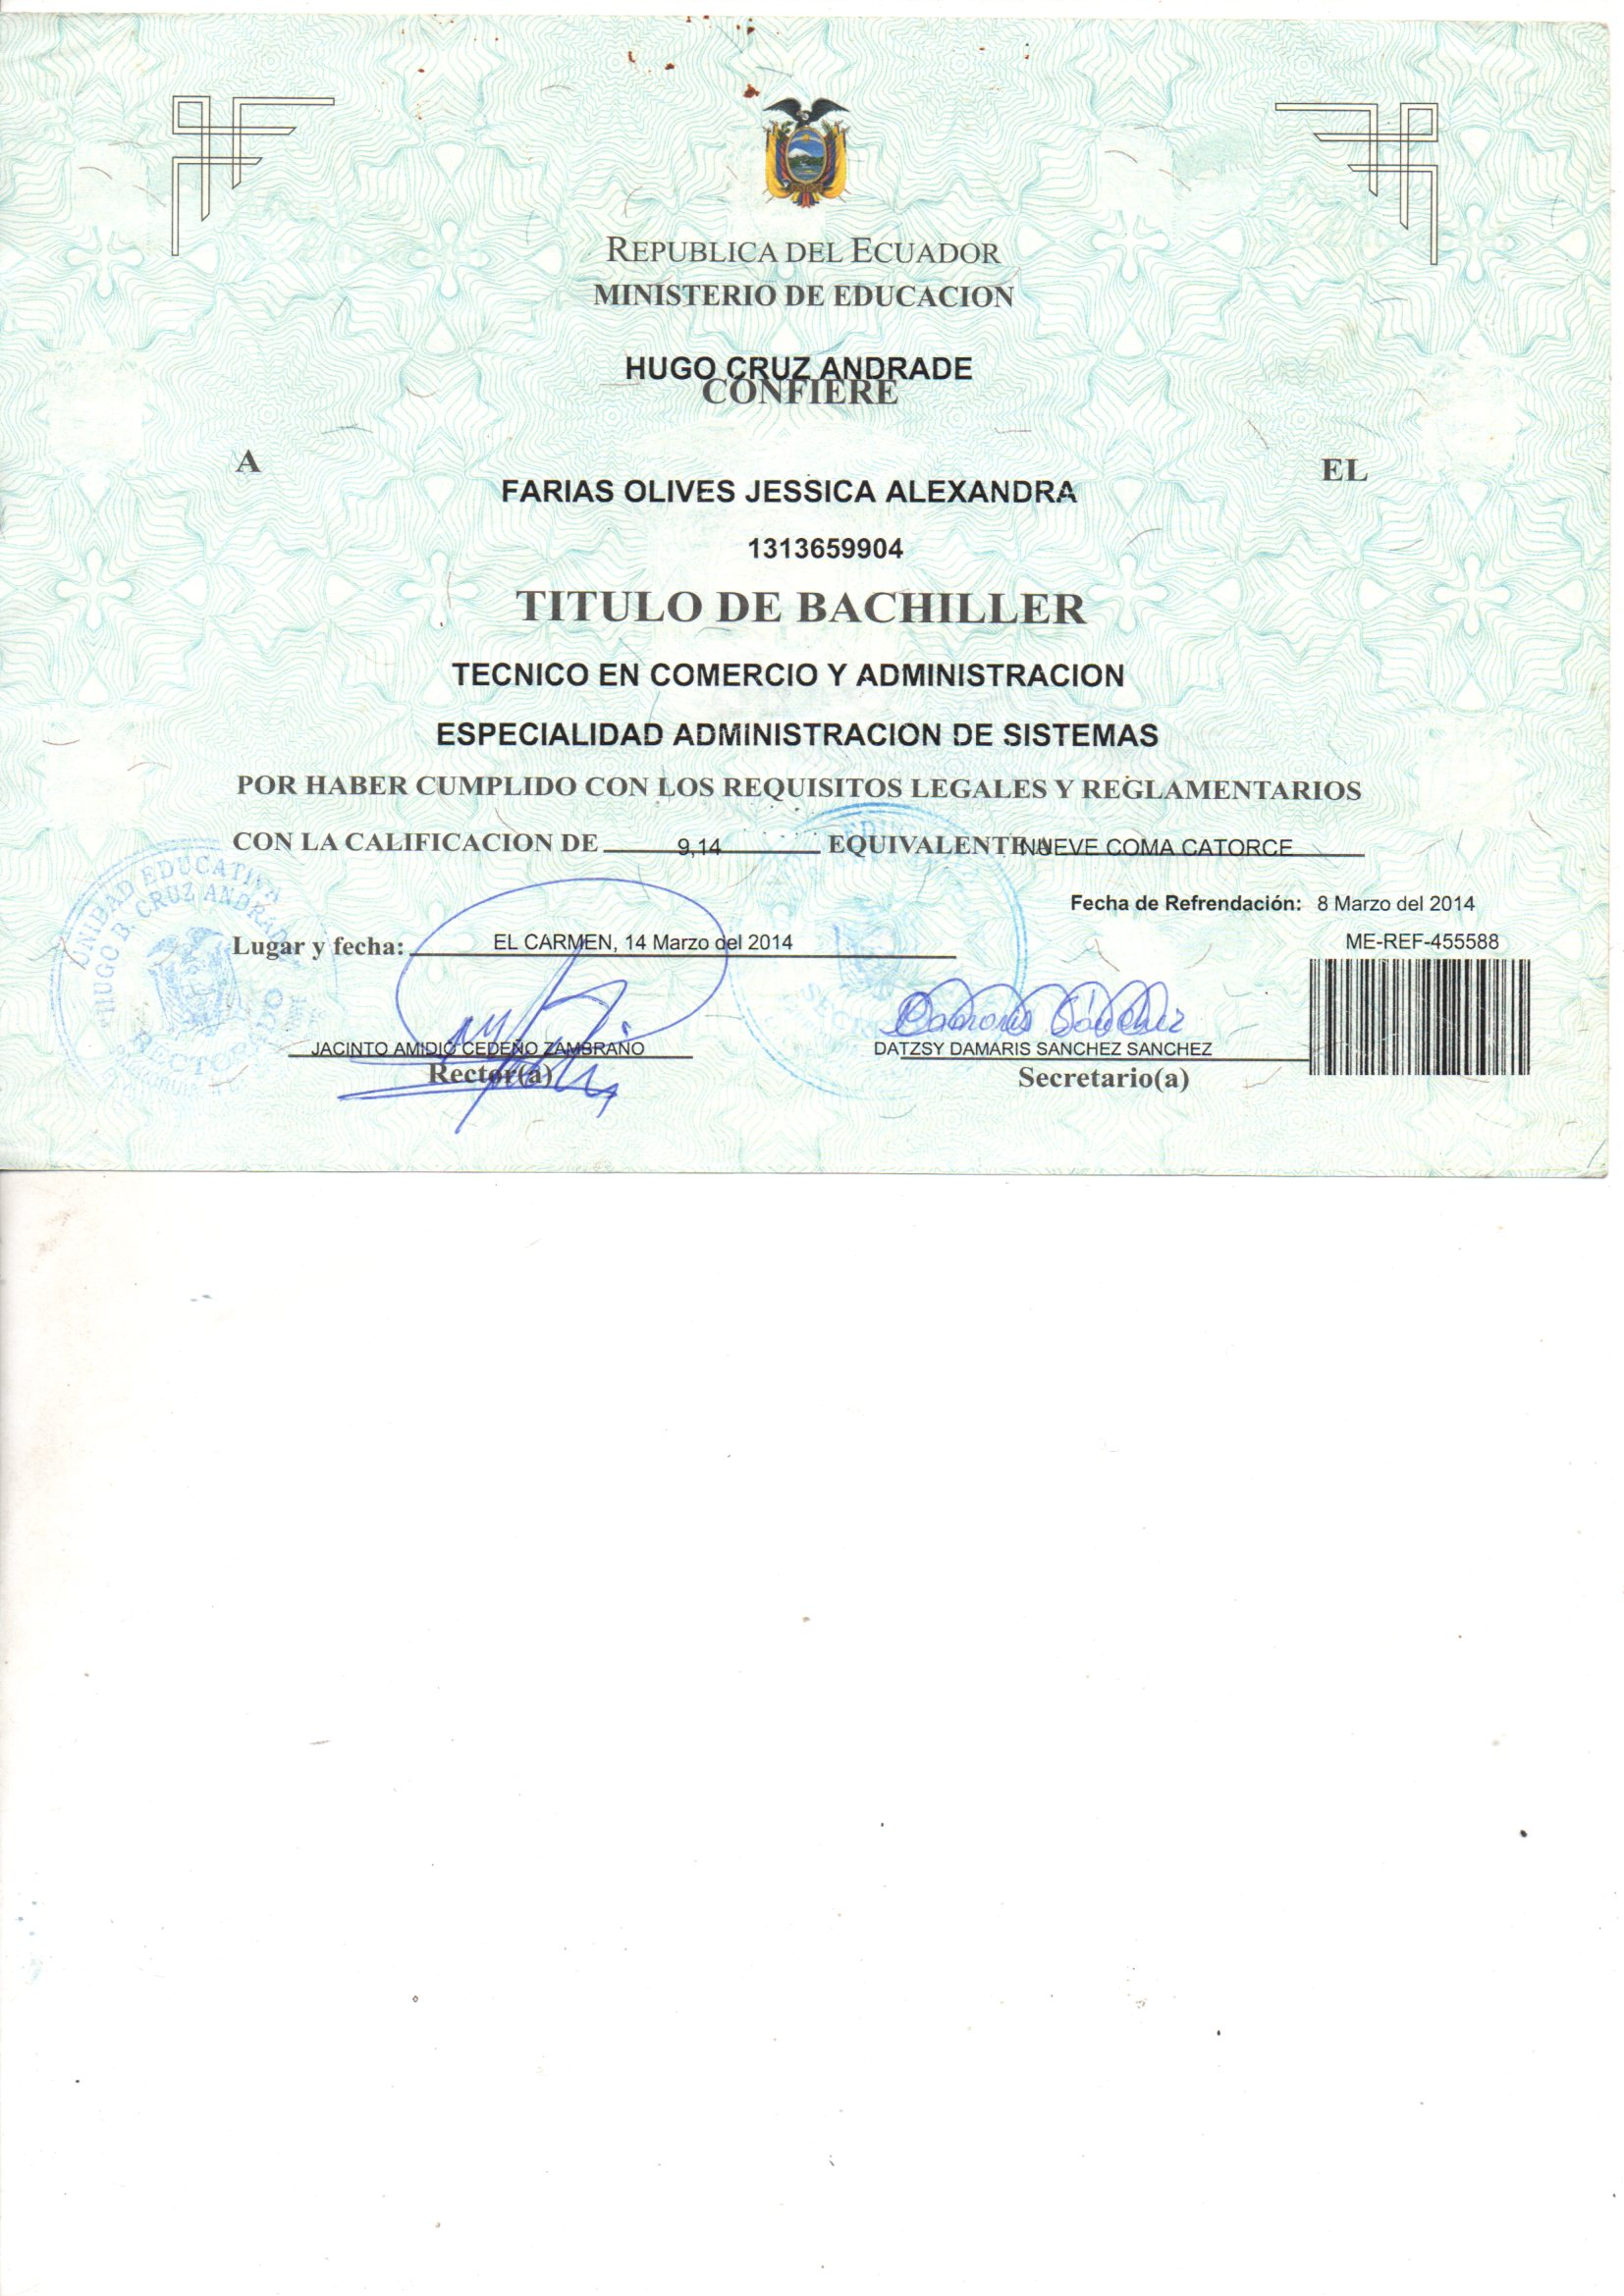 REPUBLICA DEL ECUADOR
MINISTERIO DE EDUCACION
HUGO CRUZ ANDRADE
CONFIERE
A
EL
FARIAS OLIVES JESSICA ALEXANDRA
1313659904
TITULO DE BACHILLER
TECNICO EN COMERCIO Y ADMINISTRACION
ESPECIALIDAD ADMINISTRACION DE SISTEMAS
POR HABER CUMPLIDO CON LOS REQUISITOS LEGALES Y REGLAMENTARIOS
CON LA CALIFICACION DE 9,14 EQUIVALENTE A NUEVE COMA CATORCE
Fecha de Refrendación: 8 Marzo del 2014
Lugar y fecha: EL CARMEN, 14 Marzo del 2014
ME-REF-455588
UNIDAD EDUCATIVA
"HUGO B. CRUZ ANDRADE"
Damaris Sánchez
JACINTO AMIDIO CEDEÑO ZAMBRANO
Rector(a)
DATZSY DAMARIS SANCHEZ SANCHEZ
Secretario(a)